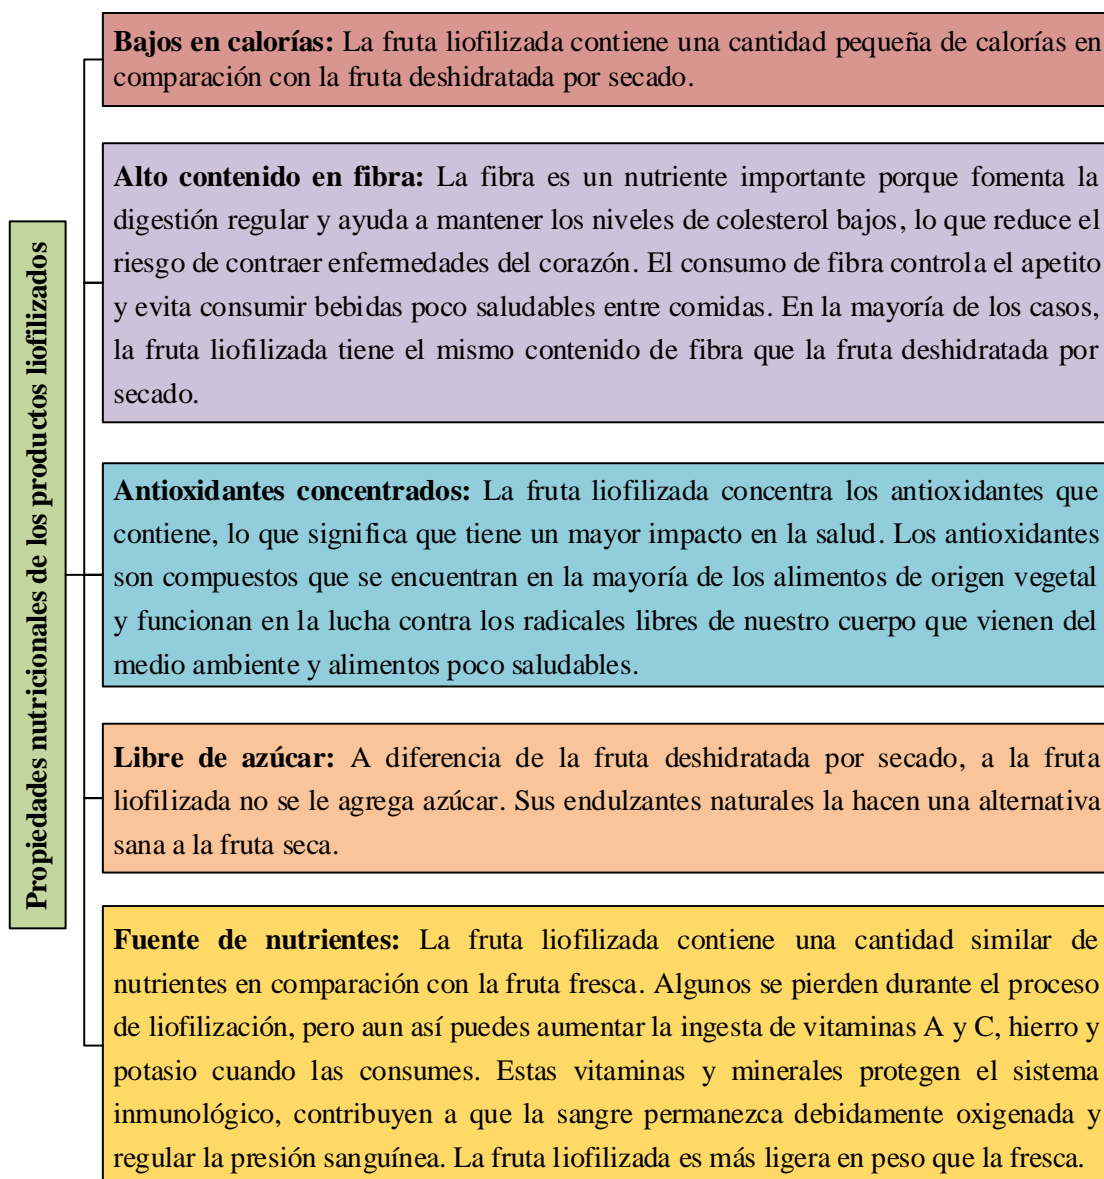 Propiedades nutricionales de los productos liofilizados
Bajos en calorías: La fruta liofilizada contiene una cantidad pequeña de calorías en
comparación con la fruta deshidratada por secado.
Alto contenido en fibra: La fibra es un nutriente importante porque fomenta la
digestión regular y ayuda a mantener los niveles de colesterol bajos, lo que reduce el
riesgo de contraer enfermedades del corazón. El consumo de fibra controla el apetito
y evita consumir bebidas poco saludables entre comidas. En la mayoría de los casos,
la fruta liofilizada tiene el mismo contenido de fibra que la fruta deshidratada por
secado.
Antioxidantes concentrados: La fruta liofilizada concentra los antioxidantes que
contiene, lo que significa que tiene un mayor impacto en la salud. Los antioxidantes
son compuestos que se encuentran en la mayoría de los alimentos de origen vegetal
y funcionan en la lucha contra los radicales libres de nuestro cuerpo que vienen del
medio ambiente y alimentos poco saludables.
Libre de azúcar: A diferencia de la fruta deshidratada por secado, a la fruta
liofilizada no se le agrega azúcar. Sus endulzantes naturales la hacen una alternativa
sana a la fruta seca.
Fuente de nutrientes: La fruta liofilizada contiene una cantidad similar de
nutrientes en comparación con la fruta fresca. Algunos se pierden durante el proceso
de liofilización, pero aun así puedes aumentar la ingesta de vitaminas A y C, hierro y
potasio cuando las consumes. Estas vitaminas y minerales protegen el sistema
inmunológico, contribuyen a que la sangre permanezca debidamente oxigenada y
regular la presión sanguínea. La fruta liofilizada es más ligera en peso que la fresca.